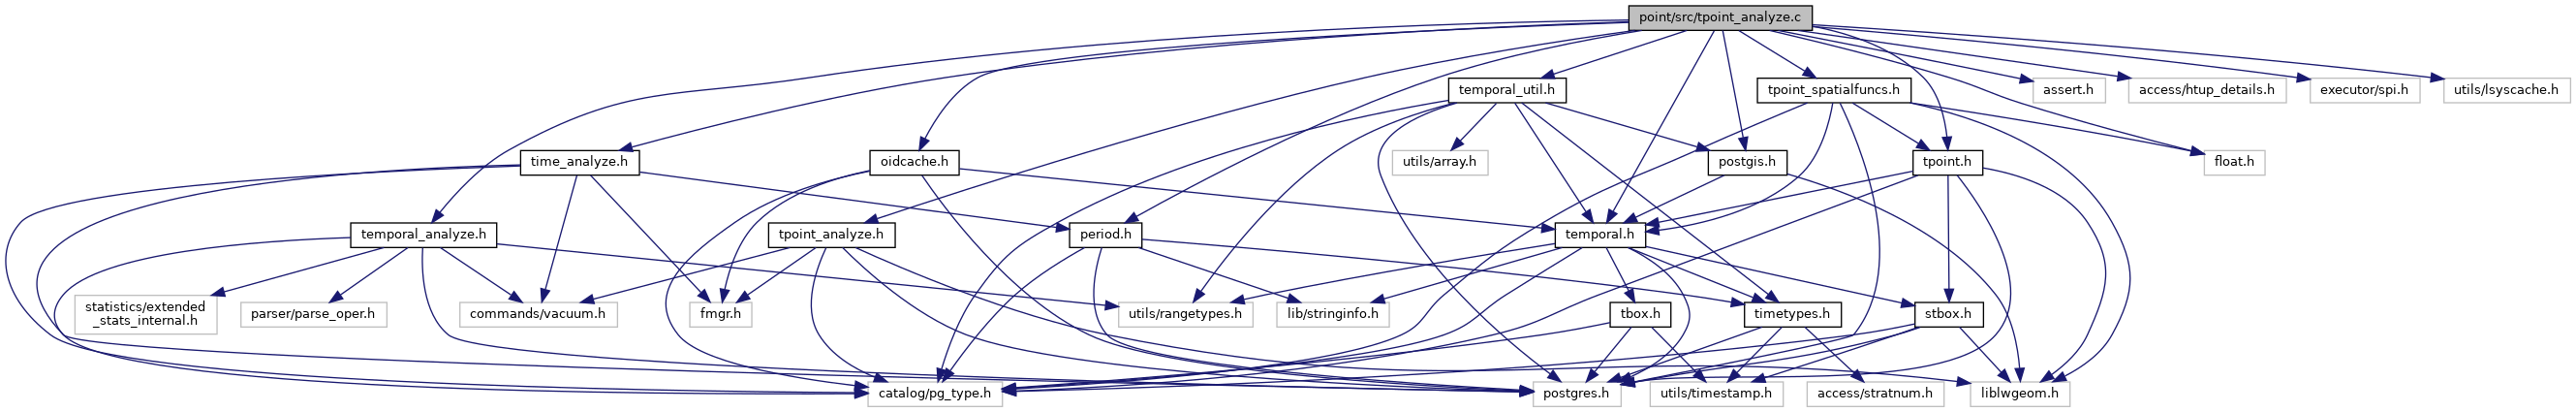 point/src/tpoint_analyze.c
temporal_util.h
tpoint_spatialfuncs.h
assert.h
access/htup_details.h
executor/spi.h
utils/lsyscache.h
time_analyze.h
oidcache.h
utils/array.h
postgis.h
tpoint.h
float.h
temporal_analyze.h
tpoint_analyze.h
period.h
temporal.h
statistics/extended
_stats_internal.h
parser/parse_oper.h
commands/vacuum.h
fmgr.h
utils/rangetypes.h
lib/stringinfo.h
tbox.h
timetypes.h
stbox.h
catalog/pg_type.h
postgres.h
utils/timestamp.h
access/stratnum.h
liblwgeom.h